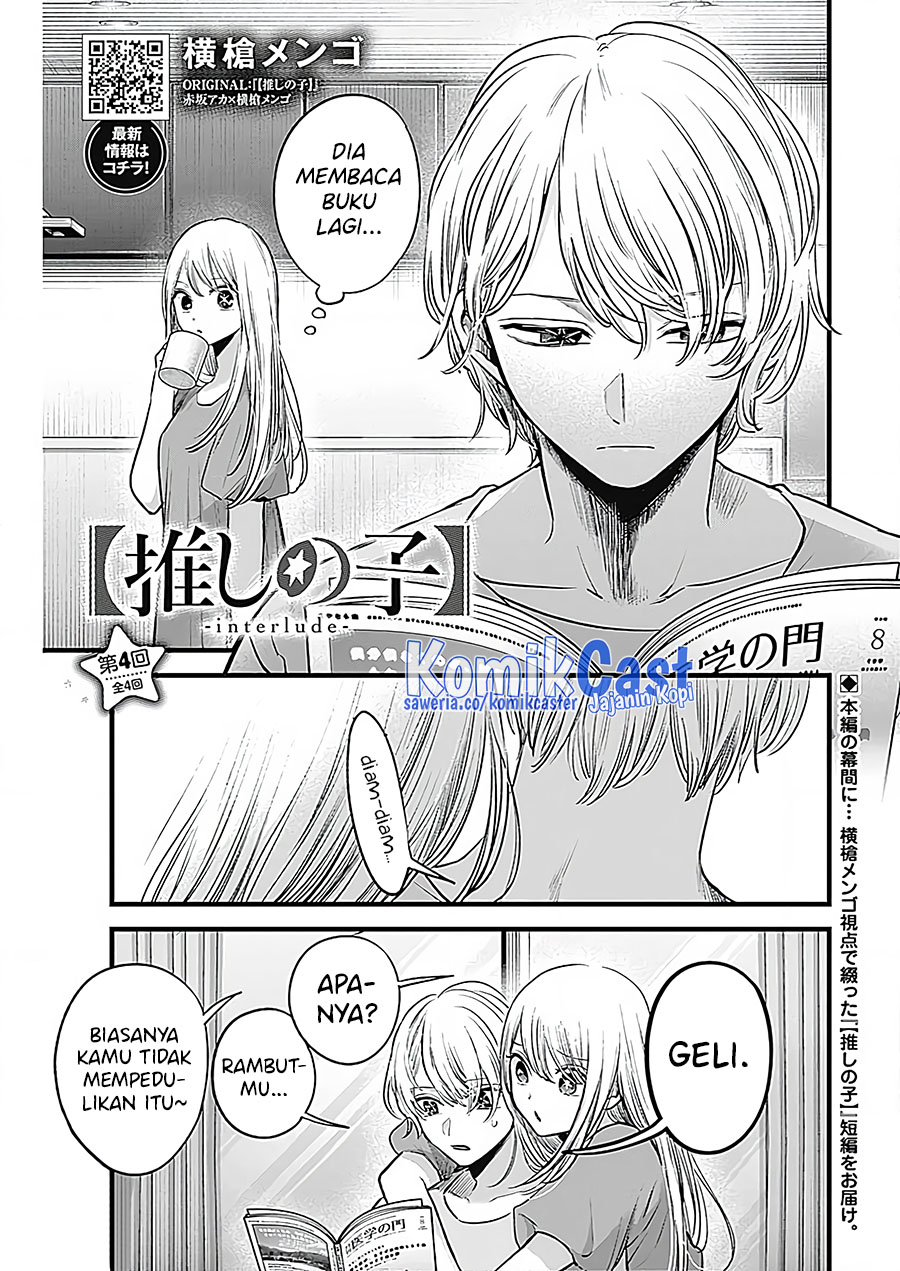 横槍メンゴ
ORIGINAL:『【推しの子】』
赤坂アカ×横槍メンゴ
最新
情報は
コチラ!
DIA
MEMBACA
BUKU
LAGI...
【推しの子】
-interlude-
第4回
全4回
学の門
8
KomikCast
saweria.co/komikcaster
Jajanin Kopi
◆本編の幕間に…横槍メンゴ視点で綴った『【推しの子】』短編をお届け。
diam-diam...
GELI.
APA-
NYA?
RAMBUT-
MU...
BIASANYA
KAMU TIDAK
MEMPEDU-
LIKAN ITU~
医学の門